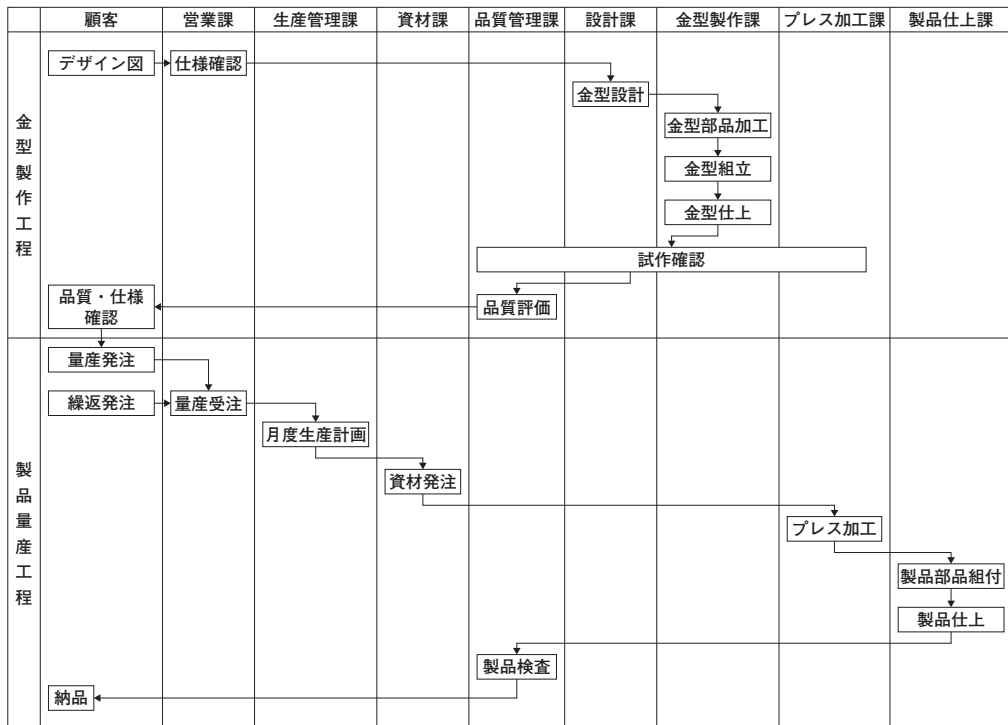 顧客
営業課
生産管理課
資材課
品質管理課
設計課
金型製作課
プレス加工課
製品仕上課
金型製作工程
デザイン図
仕様確認
金型設計
金型部品加工
金型組立
金型仕上
試作確認
品質・仕様
確認
品質評価
製品量産工程
量産発注
繰返発注
量産受注
月度生産計画
資材発注
プレス加工
製品部品組付
製品仕上
製品検査
納品